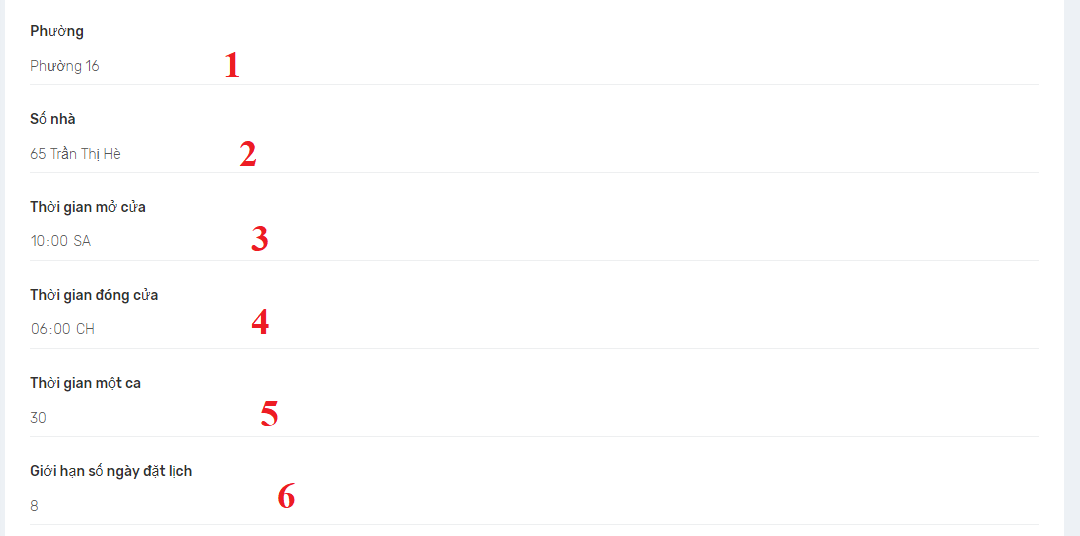 Phường
Phường 16
1
Số nhà
65 Trần Thị Hè
2
Thời gian mở cửa
10:00 SA
3
Thời gian đóng cửa
06:00 CH
4
Thời gian một ca
30
5
Giới hạn số ngày đặt lịch
8
6